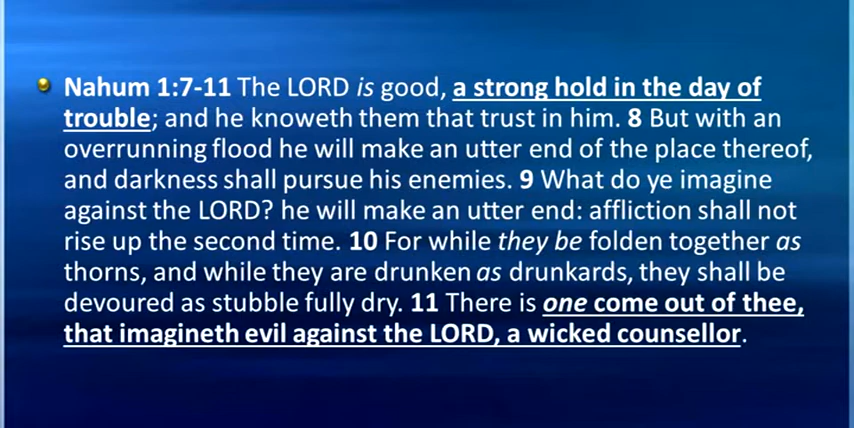 Nahum 1:7-11 The LORD is good, a strong hold in the day of
trouble; and he knoweth them that trust in him. 8 But with an
overrunning flood he will make an utter end of the place thereof,
and darkness shall pursue his enemies. 9 What do ye imagine
against the LORD? he will make an utter end: affliction shall not
rise up the second time. 10 For while they be folden together as
thorns, and while they are drunken as drunkards, they shall be
devoured as stubble fully dry. 11 There is one come out of thee,
that imagineth evil against the LORD, a wicked counsellor.